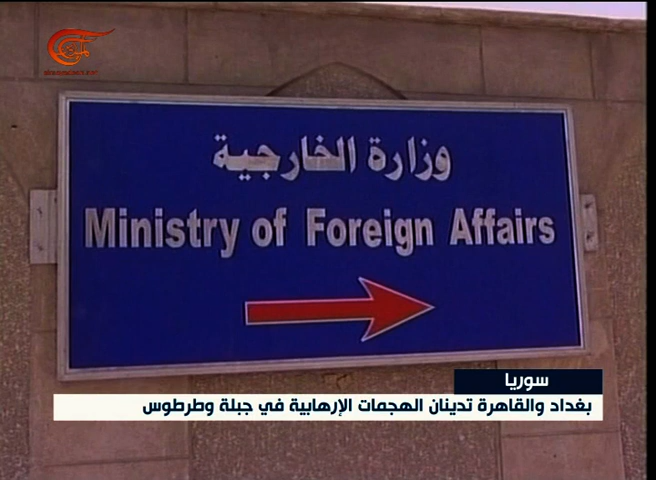 وزارة الخارجية
Ministry of Foreign Affairs
سوريا
بغداد والقاهرة تدينان الهجمات الإرهابية في جبلة وطرطوس